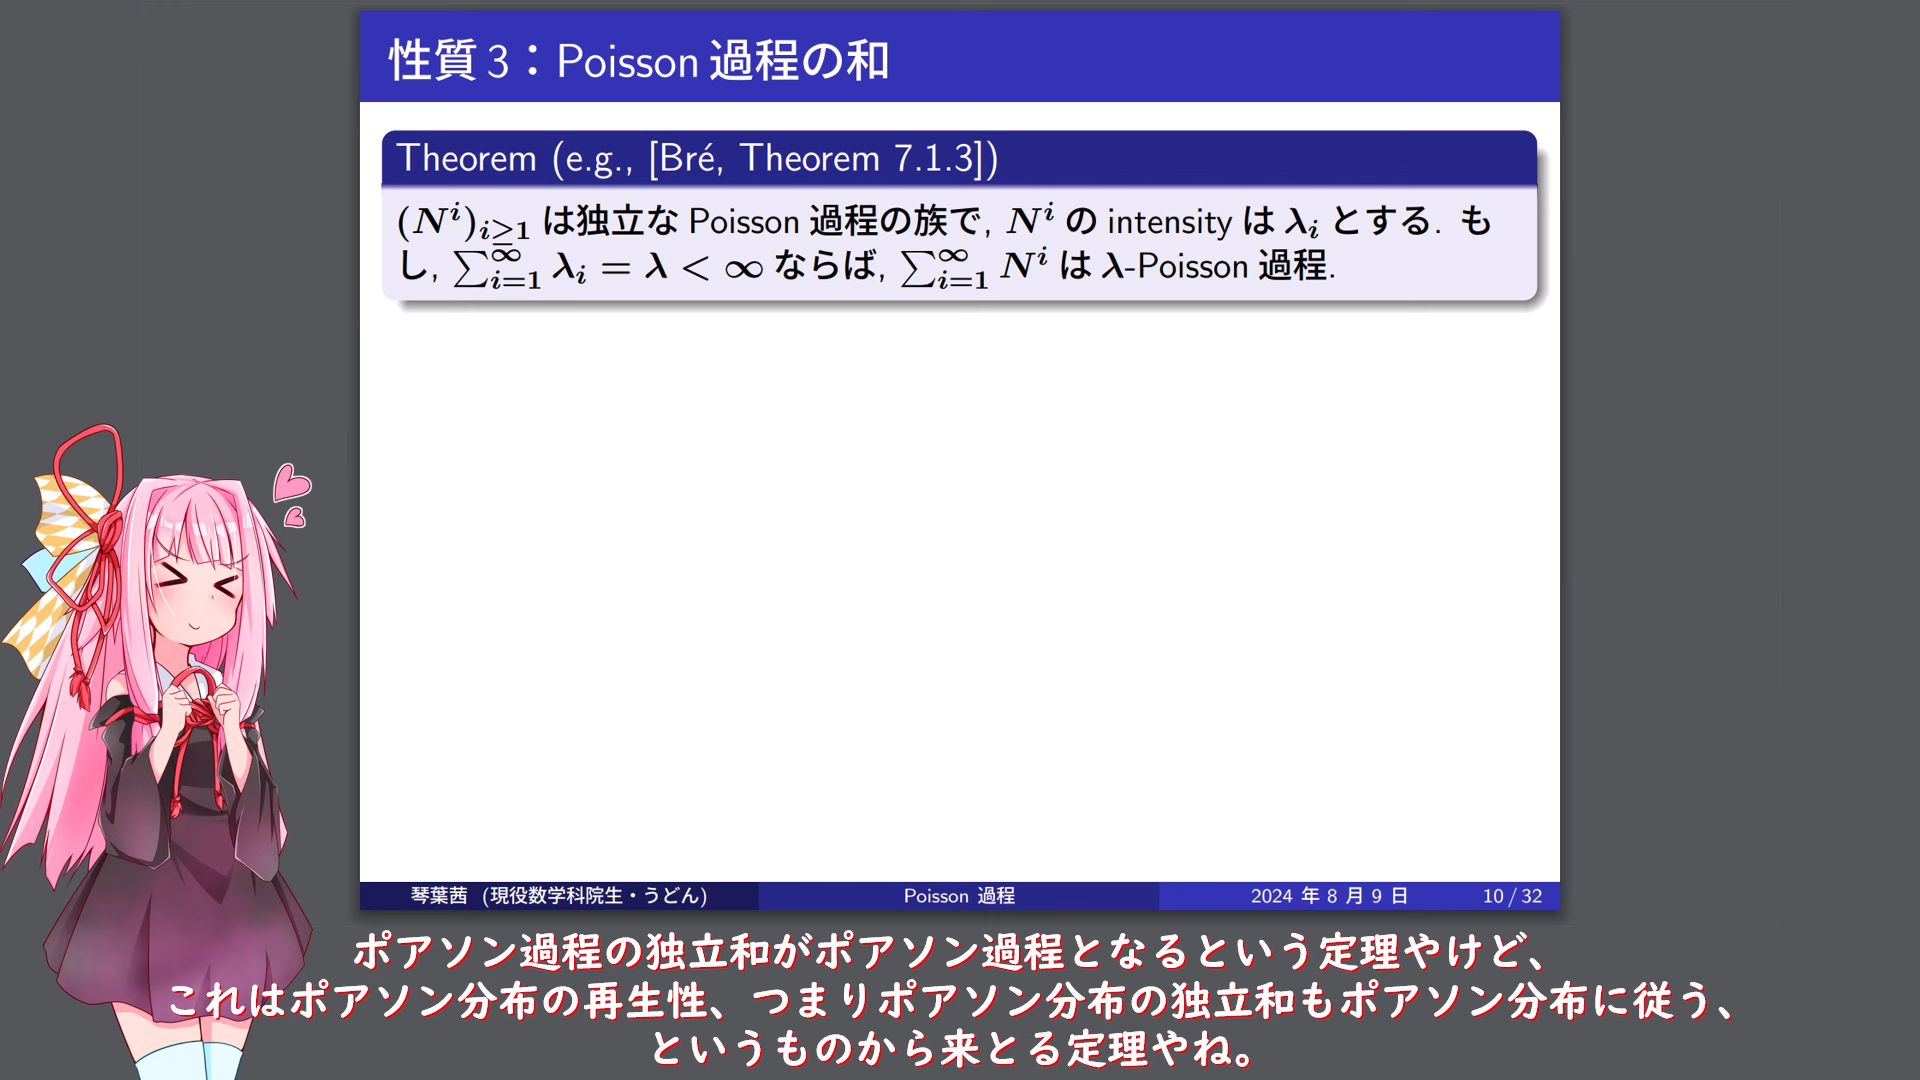 性質 3：Poisson 過程の和
Theorem (e.g., [Bré, Theorem 7.1.3])
(N^i)_{i≥1} は独立な Poisson 過程の族で, N^i の intensity は λ_i とする. も
し, ∑_{i=1}^∞ λ_i = λ < ∞ ならば, ∑_{i=1}^∞ N^i は λ-Poisson 過程.
琴葉茜 (現役数学科院生・うどん) Poisson 過程 2024 年 8 月 9 日 10 / 32
ポアソン過程の独立和がポアソン過程となるという定理やけど、
これはポアソン分布の再生性、つまりポアソン分布の独立和もポアソン分布に従う、
というものから来とる定理やね。